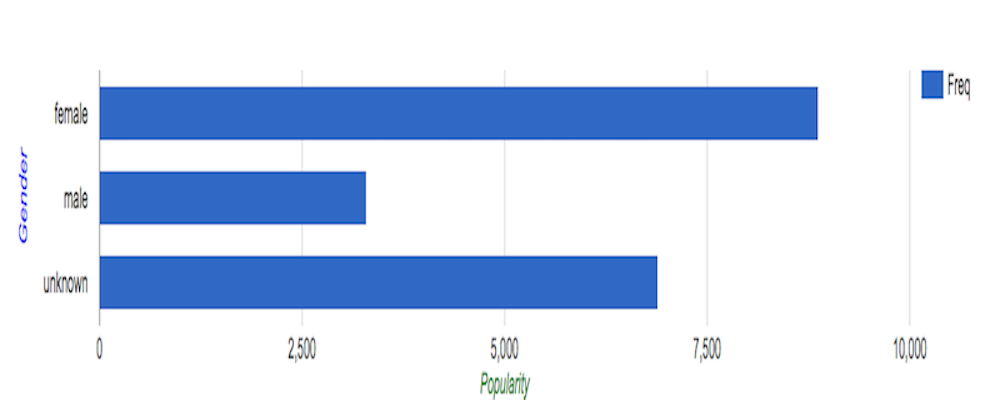 Freq
female
male
unknown
Gender
0 2,500 5,000 7,500 10,000
Popularity